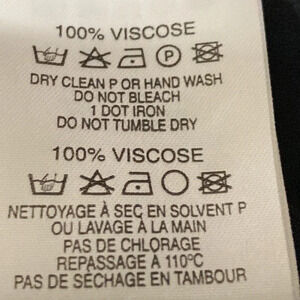 100% VISCOSE
P
DRY CLEAN P OR HAND WASH
DO NOT BLEACH
1 DOT IRON
DO NOT TUMBLE DRY
100% VISCOSE
NETTOYAGE À SEC EN SOLVENT P
OU LAVAGE À LA MAIN
PAS DE CHLORAGE
REPASSAGE À 110ºC
PAS DE SÉCHAGE EN TAMBOUR